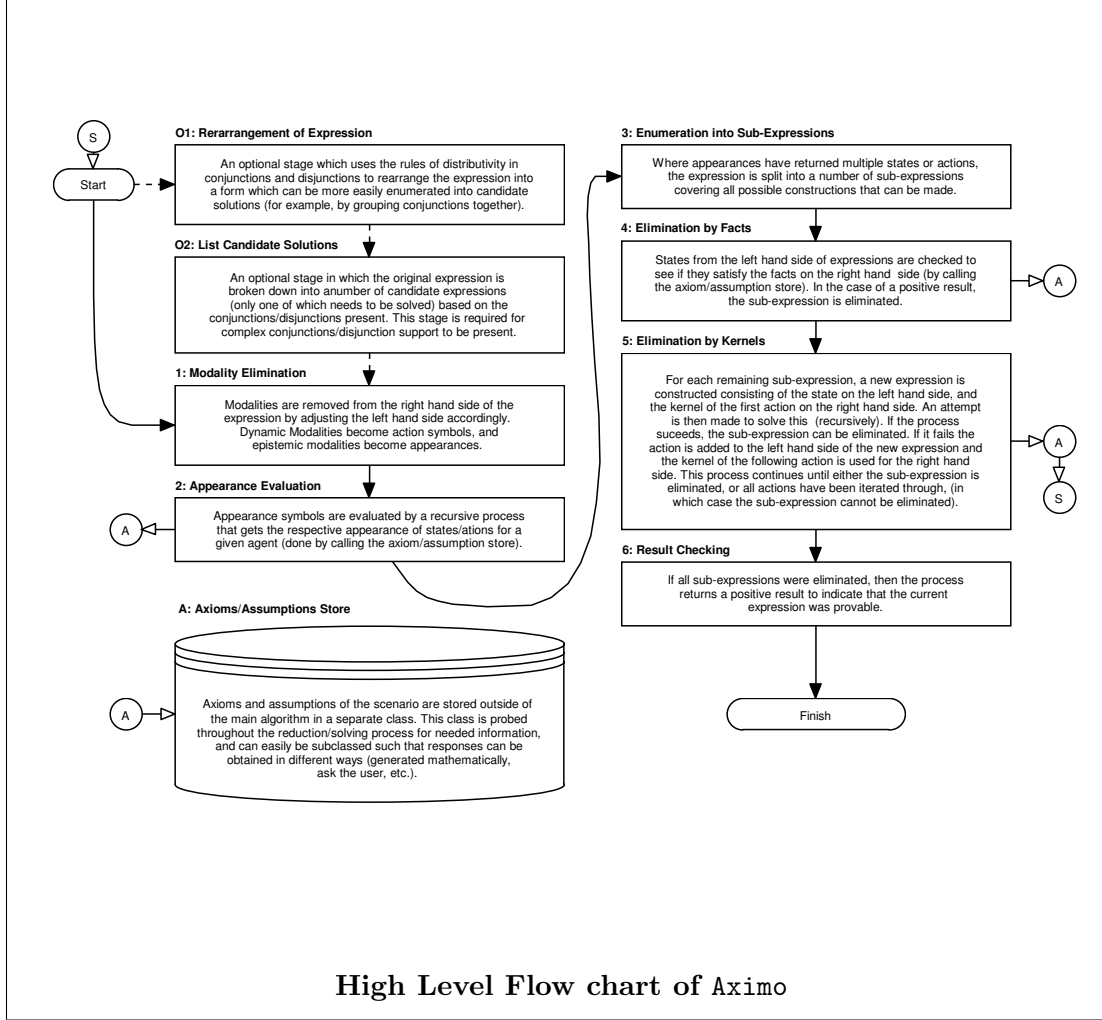 S
Start
O1: Rerarrangement of Expression
An optional stage which uses the rules of distributivity in
conjunctions and disjunctions to rearrange the expression into
a form which can be more easily enumerated into candidate
solutions (for example, by grouping conjunctions together).
O2: List Candidate Solutions
An optional stage in which the original expression is
broken down into anumber of candidate expressions
(only one of which needs to be solved) based on the
conjunctions/disjunctions present. This stage is required for
complex conjunctions/disjunction support to be present.
1: Modality Elimination
Modalities are removed from the right hand side of the
expression by adjusting the left hand side accordingly.
Dynamic Modalities become action symbols, and
epistemic modalities become appearances.
2: Appearance Evaluation
A
Appearance symbols are evaluated by a recursive process
that gets the respective appearance of states/ations for a
given agent (done by calling the axiom/assumption store).
A: Axioms/Assumptions Store
A
Axioms and assumptions of the scenario are stored outside of
the main algorithm in a separate class. This class is probed
throughout the reduction/solving process for needed information,
and can easily be subclassed such that responses can be
obtained in different ways (generated mathematically,
ask the user, etc.).
3: Enumeration into Sub-Expressions
Where appearances have returned multiple states or actions,
the expression is split into a number of sub-expressions
covering all possible constructions that can be made.
4: Elimination by Facts
States from the left hand side of expressions are checked to
see if they satisfy the facts on the right hand side (by calling
the axiom/assumption store). In the case of a positive result,
the sub-expression is eliminated.
A
5: Elimination by Kernels
For each remaining sub-expression, a new expression is
constructed consisting of the state on the left hand side, and
the kernel of the first action on the right hand side. An attempt
is then made to solve this (recursively). If the process
suceeds, the sub-expression can be eliminated. If it fails the
action is added to the left hand side of the new expression and
the kernel of the following action is used for the right hand
side. This process continues until either the sub-expression is
eliminated, or all actions have been iterated through, (in
which case the sub-expression cannot be eliminated).
A
S
6: Result Checking
If all sub-expressions were eliminated, then the process
returns a positive result to indicate that the current
expression was provable.
Finish
High Level Flow chart of Aximo